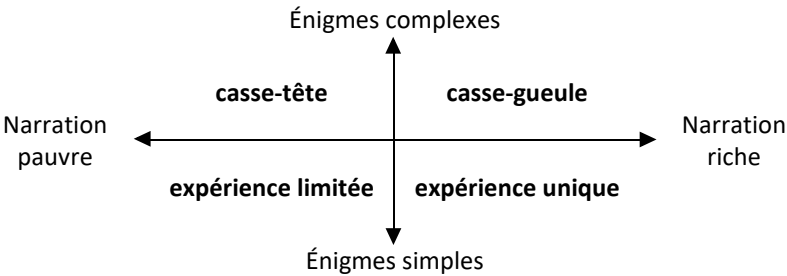 Énigmes complexes
casse-tête
casse-gueule
Narration
pauvre
Narration
riche
expérience limitée
expérience unique
Énigmes simples